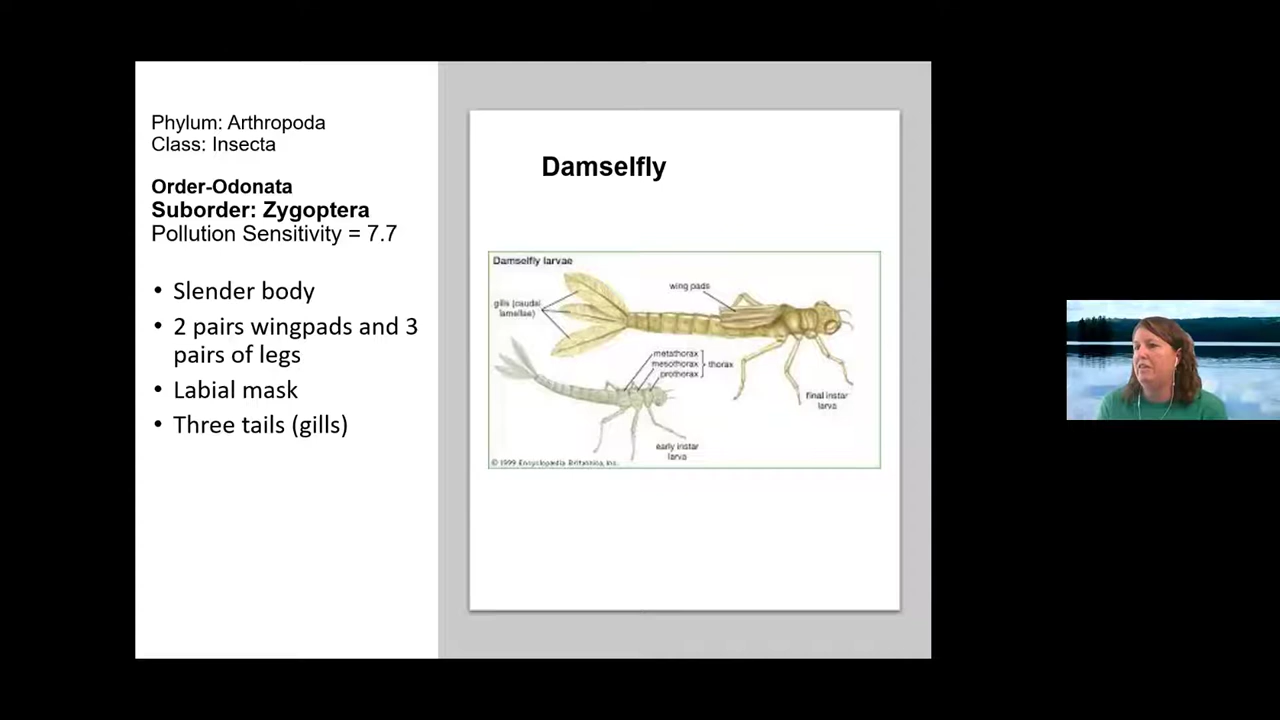 Phylum: Arthropoda
Class: Insecta
Order-Odonata
Suborder: Zygoptera
Pollution Sensitivity = 7.7
• Slender body
• 2 pairs wingpads and 3
pairs of legs
• Labial mask
• Three tails (gills)
Damselfly
Damselfly larvae
wing pads
gills (caudal
lamellae)
metathorax
mesothorax
prothorax
thorax
final instar
larva
early instar
larva
© 1999 Encyclopædia Britannica, Inc.